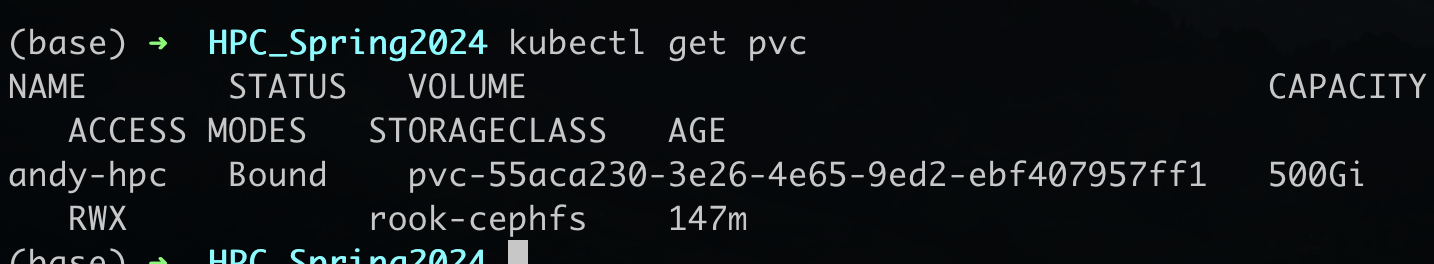 (base) ➜  HPC_Spring2024 kubectl get pvc
NAME       STATUS   VOLUME                                     CAPACITY
   ACCESS MODES   STORAGECLASS   AGE
andy-hpc   Bound    pvc-55aca230-3e26-4e65-9ed2-ebf407957ff1   500Gi
   RWX            rook-cephfs    147m
(base) ➜  HPC_Spring2024